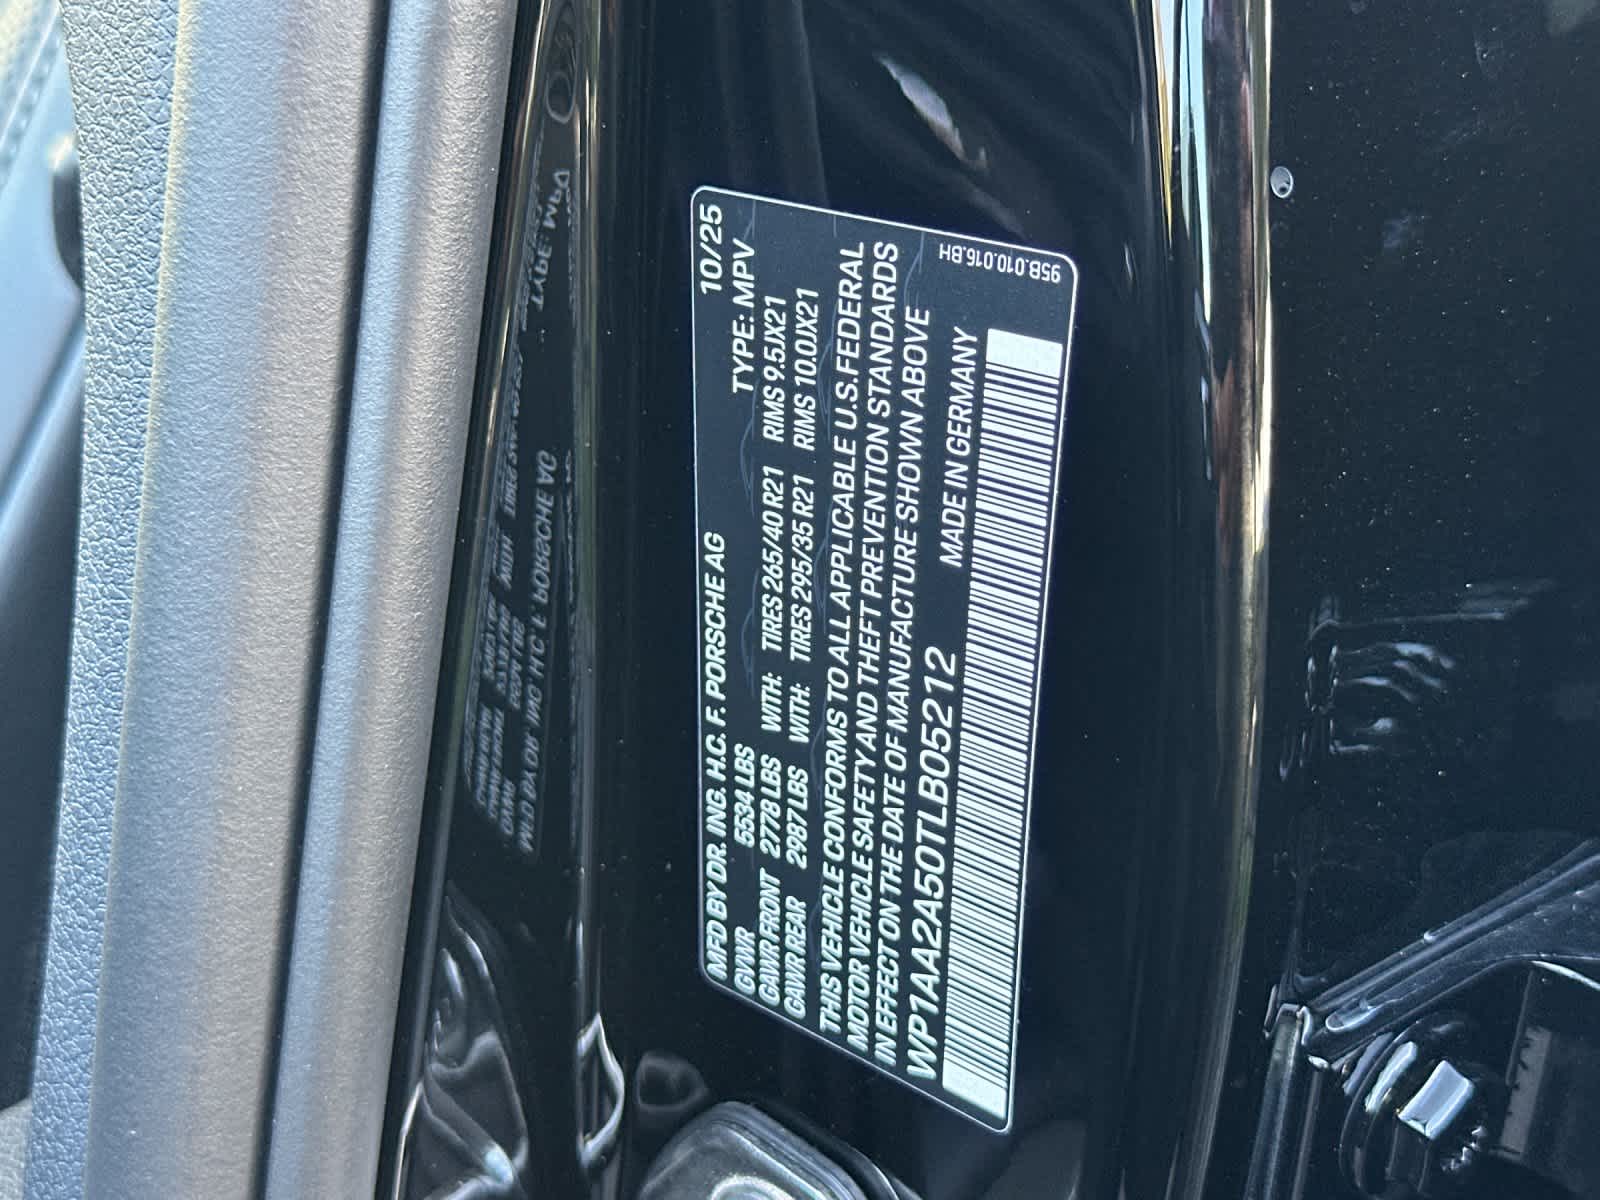 MFD BY DR. ING. H.C. F. PORSCHE AG 10/25
GVWR 5534 LBS TYPE: MPV
GAWR FRONT 2778 LBS WITH: TIRES 265/40 R21 RIMS 9.5JX21
GAWR REAR 2987 LBS WITH: TIRES 295/35 R21 RIMS 10.0JX21
THIS VEHICLE CONFORMS TO ALL APPLICABLE U.S.FEDERAL
MOTOR VEHICLE SAFETY AND THEFT PREVENTION STANDARDS
IN EFFECT ON THE DATE OF MANUFACTURE SHOWN ABOVE
WP1AA2A50TLB05212 MADE IN GERMANY
95B.010.016.BH